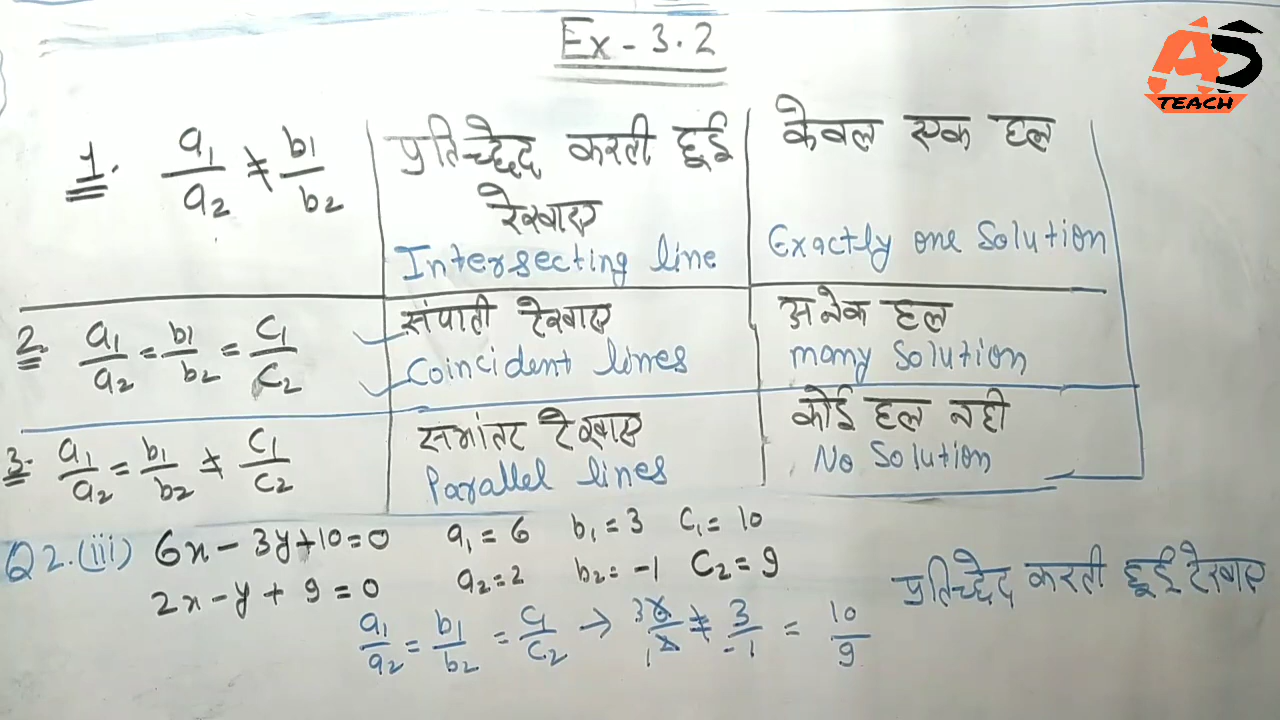 Ex - 3.2
AS
TEACH
1. a₁/a₂ ≠ b₁/b₂
प्रतिच्छेद करती हूई
रेखाए
Intersecting line
केवल एक हल
Exactly one Solution
2. a₁/a₂ = b₁/b₂ = c₁/c₂
संपाती रेखाए
Coincident lines
अनेक हल
many Solution
3. a₁/a₂ = b₁/b₂ ≠ c₁/c₂
समांतर रेखाए
Parallel lines
कोई हल नही
No Solution
Q2.(iii) 6x - 3y + 10 = 0 a₁ = 6 b₁ = 3 c₁ = 10
2x - y + 9 = 0 a₂ = 2 b₂ = -1 c₂ = 9
प्रतिच्छेद करती हूई रेखाए
a₁/a₂ = b₁/b₂ = c₁/c₂ → 3 6/2 1 ≠ 3/-1 = 10/9